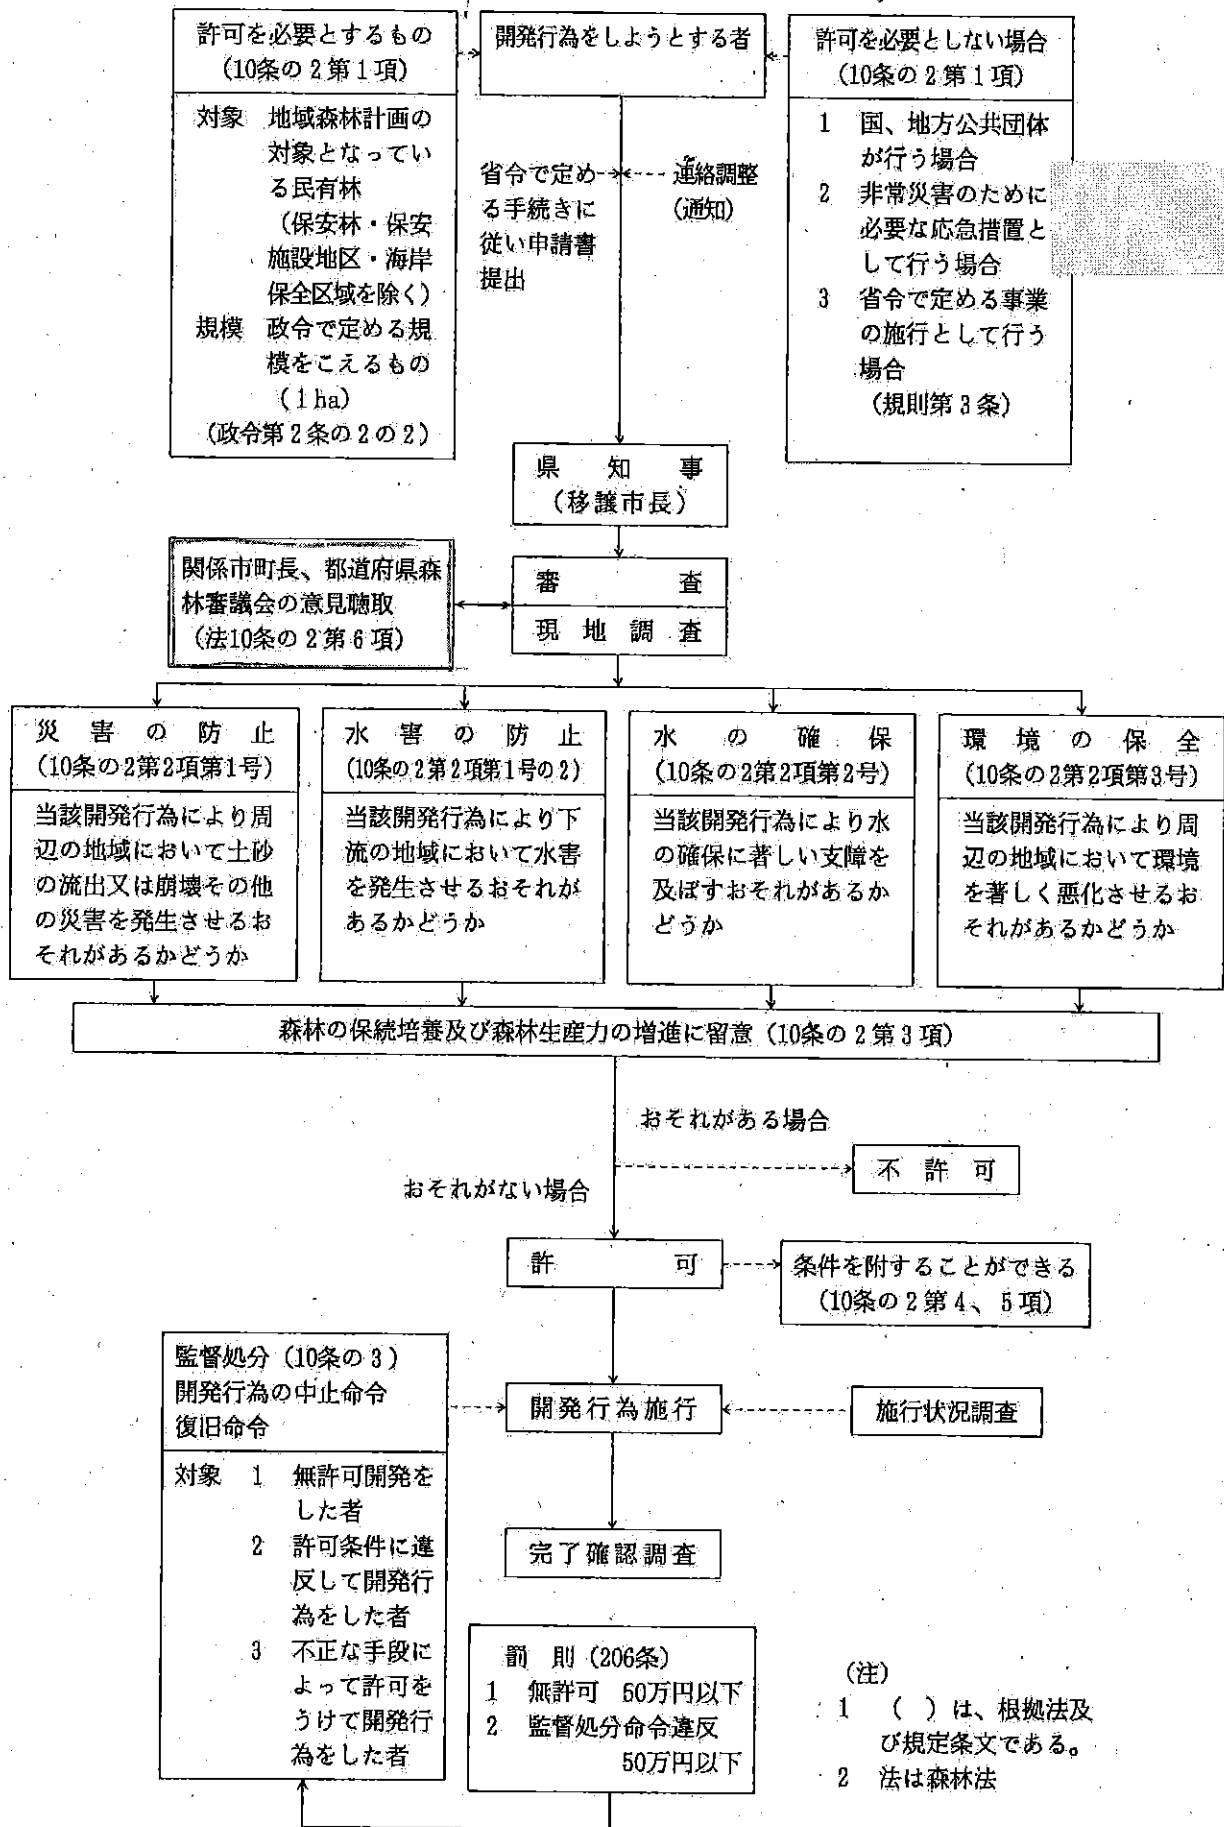 許可を必要とするもの
(10条の2第1項)
対象 地域森林計画の
対象となってい
る民有林
(保安林・保安
施設地区・海岸
保全区域を除く)
規模 政令で定める規
模をこえるもの
(1ha)
(政令第2条の2の2)
開発行為をしようとする者
許可を必要としない場合
(10条の2第1項)
1 国、地方公共団体
が行う場合
2 非常災害のために
必要な応急措置と
して行う場合
3 省令で定める事業
の施行として行う
場合
(規則第3条)
省令で定め
る手続きに
従い申請書
提出
連絡調整
(通知)
県知事
(移譲市長)
関係市町長、都道府県森
林審議会の意見聴取
(法10条の2第6項)
審査
現地調査
災害の防止
(10条の2第2項第1号)
当該開発行為により周
辺の地域において土砂
の流出又は崩壊その他
の災害を発生させるお
それがあるかどうか
水害の防止
(10条の2第2項第1号の2)
当該開発行為により下
流の地域において水害
を発生させるおそれが
あるかどうか
水の確保
(10条の2第2項第2号)
当該開発行為により水
の確保に著しい支障を
及ぼすおそれがあるか
どうか
環境の保全
(10条の2第2項第3号)
当該開発行為により周
辺の地域において環境
を著しく悪化させるお
それがあるかどうか
森林の保続培養及び森林生産力の増進に留意(10条の2第3項)
おそれがある場合
不許可
おそれがない場合
許可
条件を附することができる
(10条の2第4、5項)
監督処分(10条の3)
開発行為の中止命令
復旧命令
対象 1 無許可開発を
した者
2 許可条件に違
反して開発行
為をした者
3 不正な手段に
よって許可を
うけて開発行
為をした者
開発行為施行
施行状況調査
完了確認調査
罰則(206条)
1 無許可 50万円以下
2 監督処分命令違反
50万円以下
(注)
1 ( )は、根拠法及
び規定条文である。
2 法は森林法